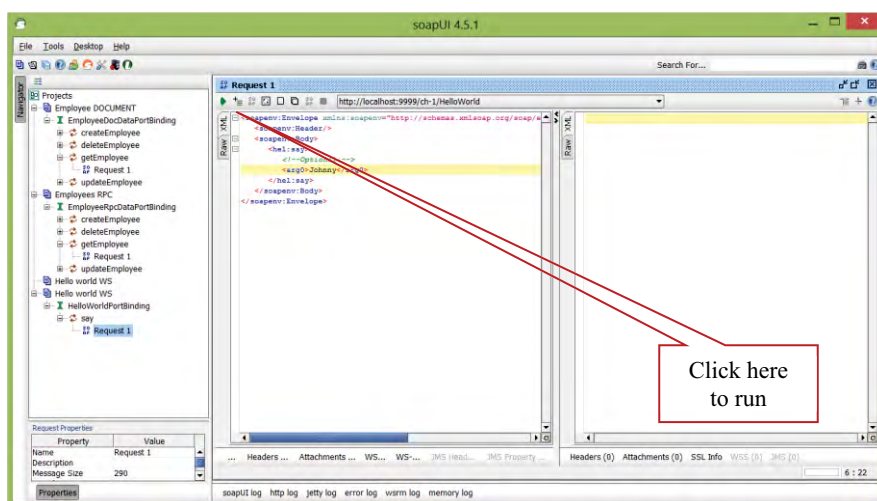 soapUI 4.5.1
File Tools Desktop Help
Search For...
Navigator
Projects
Employee DOCUMENT
EmployeeDocDataPortBinding
createEmployee
deleteEmployee
getEmployee
Request 1
updateEmployee
Employees RPC
EmployeeRpcDataPortBinding
createEmployee
deleteEmployee
getEmployee
Request 1
updateEmployee
Hello world WS
Hello world WS
HelloWorldPortBinding
say
Request 1
Request Properties
Property Value
Name Request 1
Description
Message Size 290
Properties
Request 1
http://localhost:9999/ch-1/HelloWorld
XML
Raw
<soapenv:Envelope xmlns:soapenv="http://schemas.xmlsoap.org/soap/e
<soapenv:Header/>
<soapenv:Body>
<hel:say>
<!--Optional:-->
<arg0>Johnny</arg0>
</hel:say>
</soapenv:Body>
</soapenv:Envelope>
XML
Raw
Click here
to run
... Headers ... Attachments ... WS... WS-... JMS Head... JMS Property ...
Headers (0) Attachments (0) SSL Info WSS (0) JMS (0)
6 : 22
soapUI log http log jetty log error log wsrm log memory log